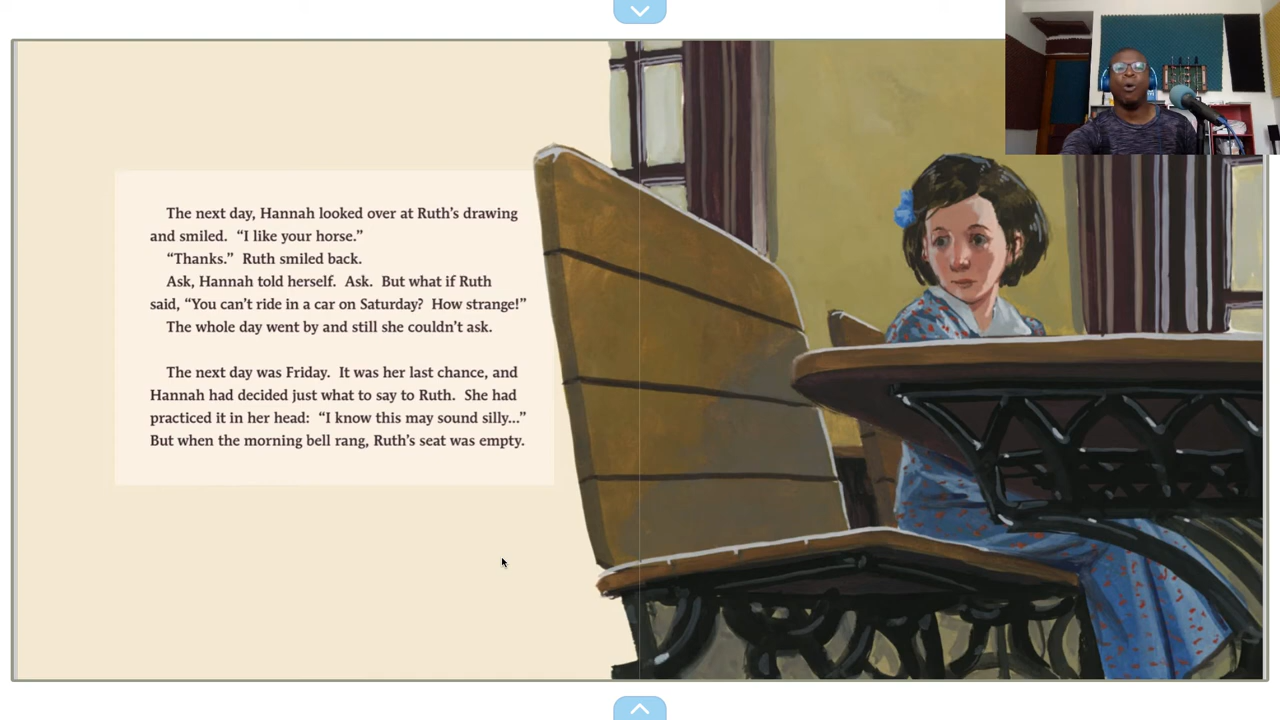 The next day, Hannah looked over at Ruth's drawing
and smiled. "I like your horse."
"Thanks." Ruth smiled back.
Ask, Hannah told herself. Ask. But what if Ruth
said, "You can't ride in a car on Saturday? How strange!"
The whole day went by and still she couldn't ask.
The next day was Friday. It was her last chance, and
Hannah had decided just what to say to Ruth. She had
practiced it in her head: "I know this may sound silly..."
But when the morning bell rang, Ruth's seat was empty.